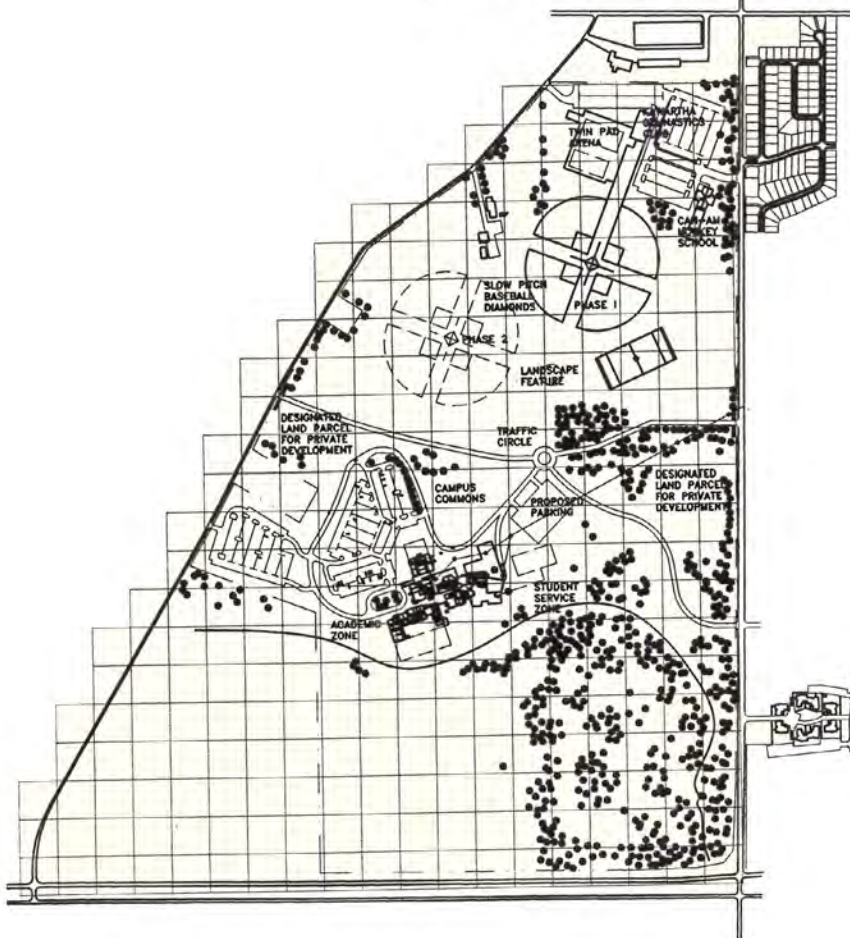 KAWARTHA
GYMNASTICS
CLUB
TWIN PAD
ARENA
CAN-AM
SCHOOL
SLOW PITCH
BASEBALL
DIAMONDS
PHASE 1
PHASE 2
LANDSCAPE
FEATURE
DESIGNATED
LAND PARCEL
FOR PRIVATE
DEVELOPMENT
TRAFFIC
CIRCLE
CAMPUS
COMMONS
DESIGNATED
LAND PARCEL
FOR PRIVATE
DEVELOPMENT
PROPOSED
PARKING
STUDENT
SERVICE
ZONE
ACADEMIC
ZONE